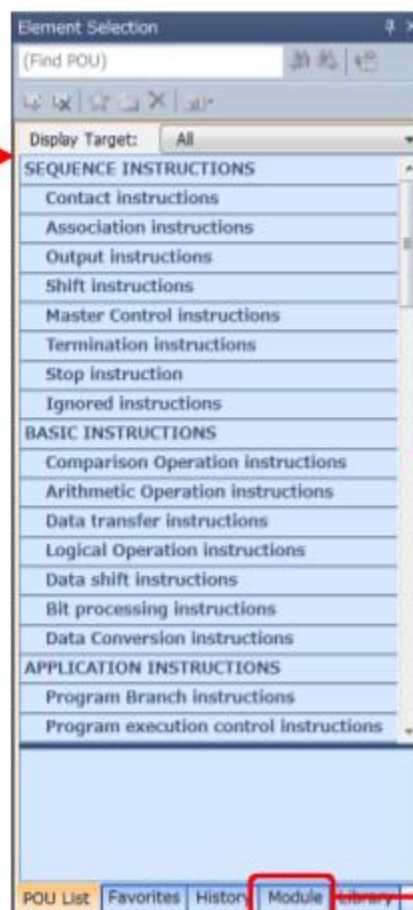 Element Selection
(Find POU)
Display Target: All
SEQUENCE INSTRUCTIONS
Contact instructions
Association instructions
Output instructions
Shift instructions
Master Control instructions
Termination instructions
Stop instruction
Ignored instructions
BASIC INSTRUCTIONS
Comparison Operation instructions
Arithmetic Operation instructions
Data transfer instructions
Logical Operation instructions
Data shift instructions
Bit processing instructions
Data Conversion instructions
APPLICATION INSTRUCTIONS
Program Branch instructions
Program execution control instructions
POU List Favorites History Module Library